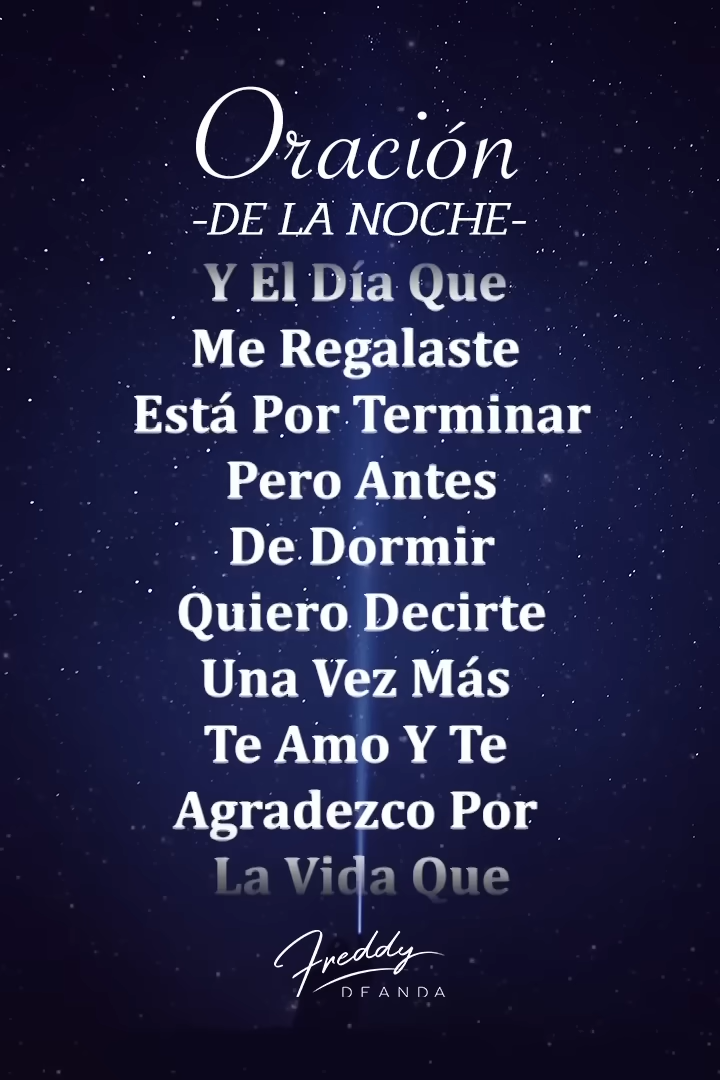 Oración
-DE LA NOCHE-
Y El Día Que
Me Regalaste
Está Por Terminar
Pero Antes
De Dormir
Quiero Decirte
Una Vez Más
Te Amo Y Te
Agradezco Por
La Vida Que
Freddy
DEANDA